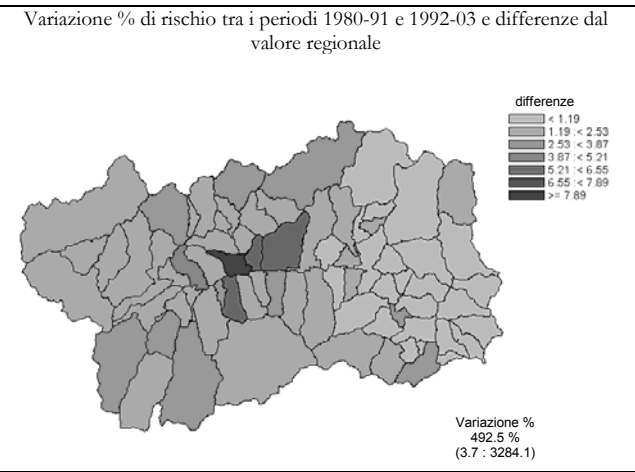 Variazione % di rischio tra i periodi 1980-91 e 1992-03 e differenze dal
valore regionale
differenze
< 1.19
1.19 :< 2.53
2.53 :< 3.87
3.87 :< 5.21
5.21 :< 6.55
6.55 :< 7.89
>= 7.89
Variazione %
492.5 %
(3.7 : 3284.1)